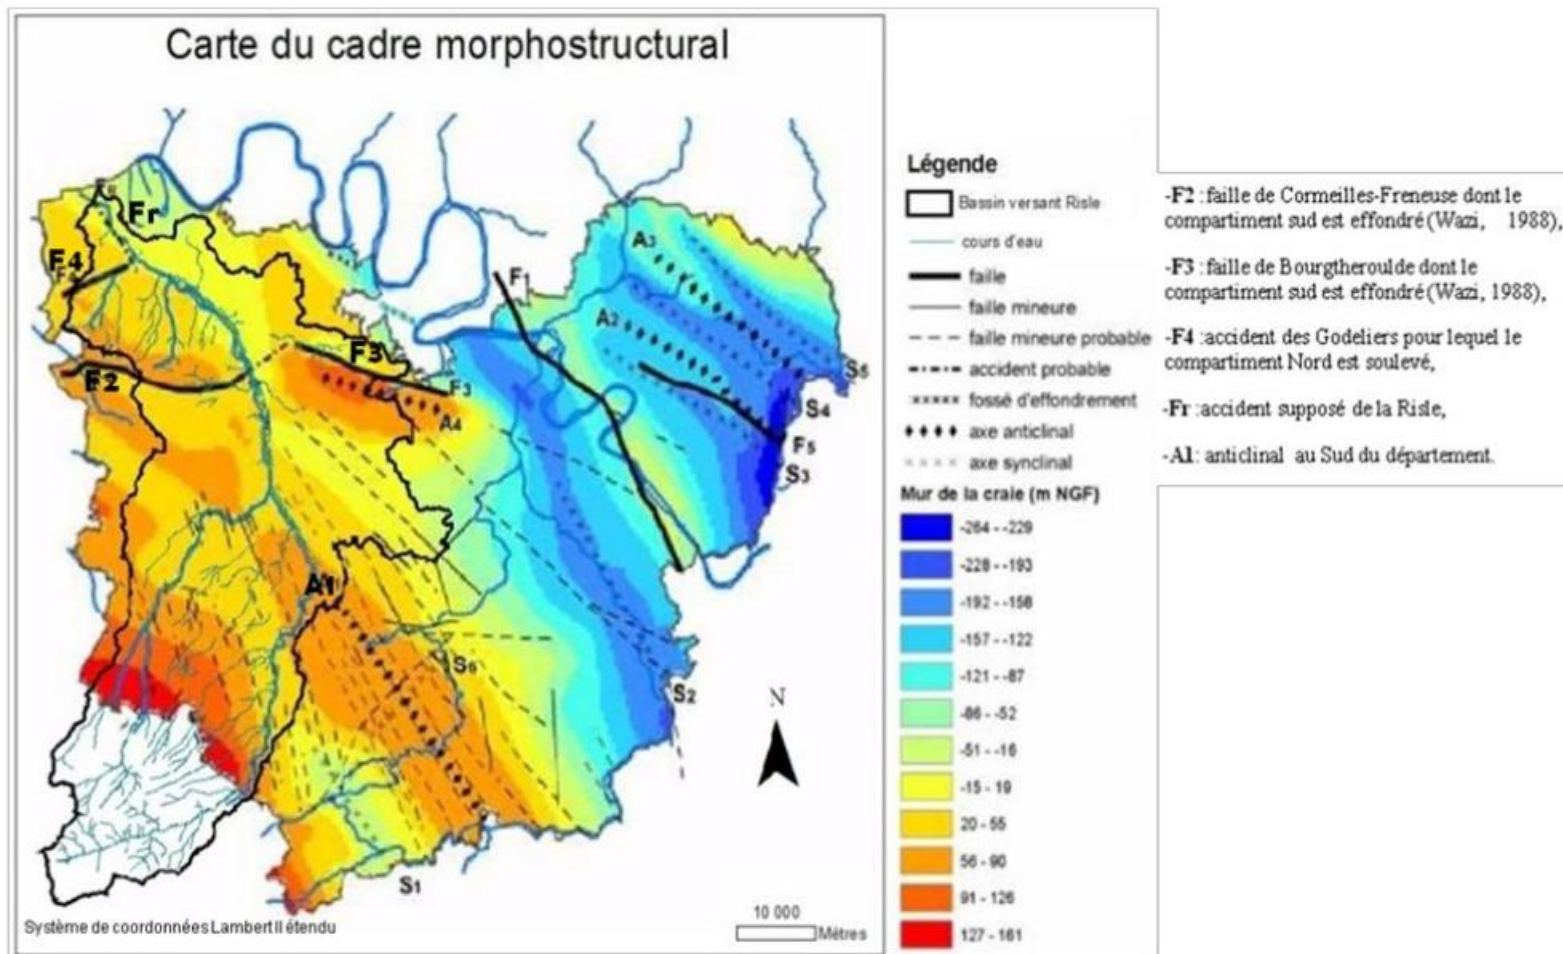 Carte du cadre morphostructural
Fr
F4
F2
F3
F3
A4
F1
A3
A2
S5
S4
F5
S3
A1
S6
S2
S1
N
10 000
Mètres
Système de coordonnées Lambert II étendu
Légende
Bassin versant Risle
cours d'eau
faille
faille mineure
faille mineure probable
accident probable
fossé d'effondrement
axe anticlinal
axe synclinal
Mur de la craie (m NGF)
-264 - -229
-228 - -193
-192 - -158
-157 - -122
-121 - -87
-86 - -52
-51 - -16
-15 - 19
20 - 55
56 - 90
91 - 126
127 - 161
-F2 : faille de Cormeilles-Freneuse dont le
compartiment sud est effondré (Wazi, 1988),
-F3: faille de Bourgtheroulde dont le
compartiment sud est effondré (Wazi, 1988),
-F4 : accident des Godeliers pour lequel le
compartiment Nord est soulevé,
-Fr :accident supposé de la Risle,
-A1: anticlinal au Sud du département.